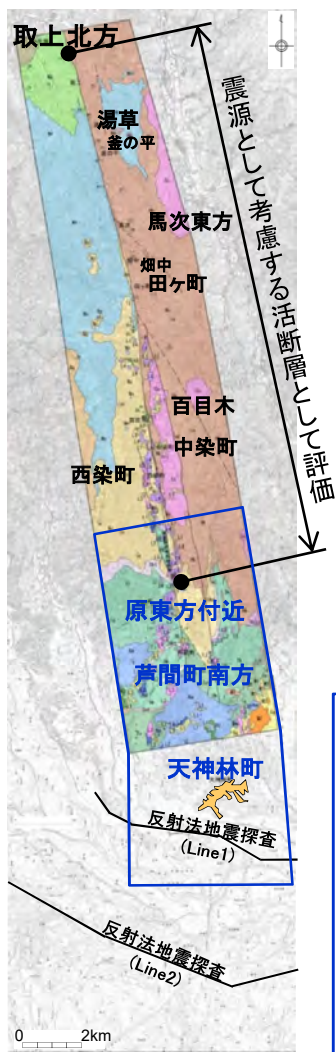 取上北方
湯草
釜の平
馬次東方
畑中
田ヶ町
百目木
中染町
西染町
震源として考慮する活断層として評価
原東方付近
芦間町南方
天神林町
反射法地震探査
(Line1)
反射法地震探査
(Line2)
0 2km